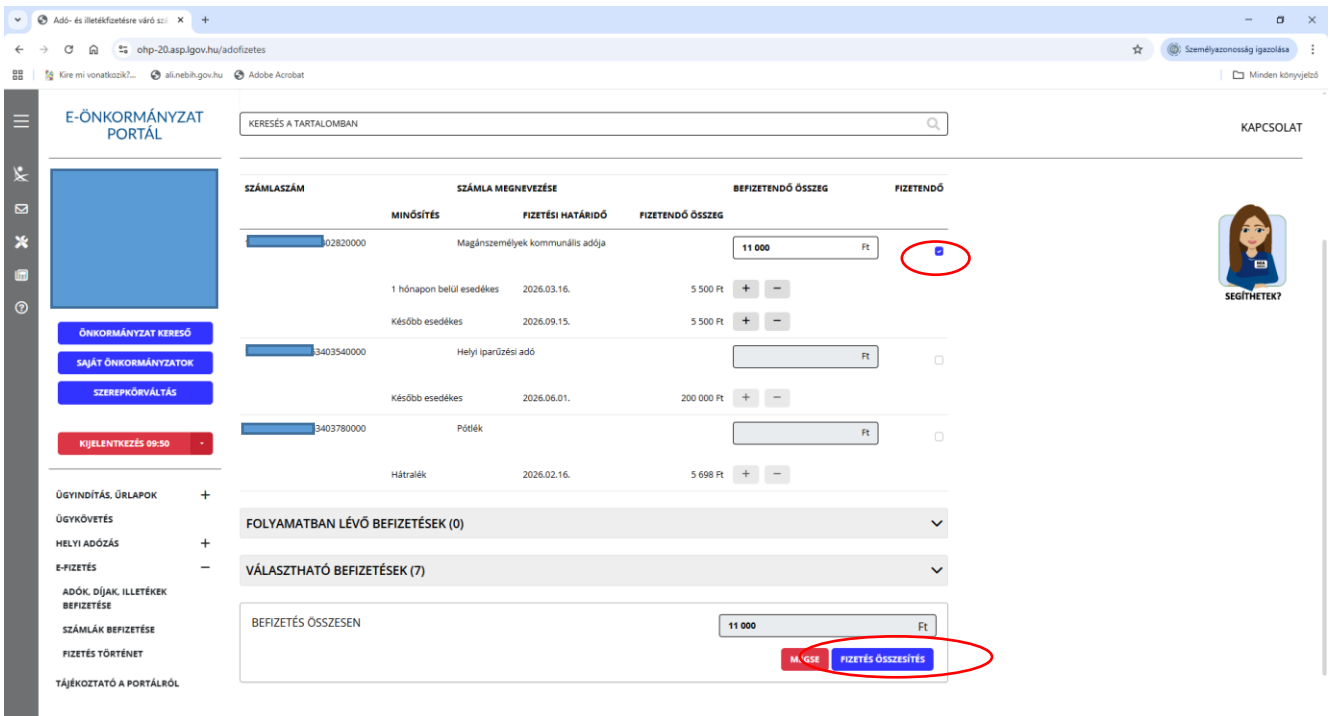 Adó- és illetékfizetésre váró szá
ohp-20.asp.lgov.hu/adofizetes
Személyazonosság igazolása
Kire mi vonatkozik?... ali.nebih.gov.hu Adobe Acrobat
Minden könyvjelző
E-ÖNKORMÁNYZAT
PORTÁL
KERESÉS A TARTALOMBAN
KAPCSOLAT
SZÁMLASZÁM SZÁMLA MEGNEVEZÉSE BEFIZETENDŐ ÖSSZEG FIZETENDŐ
MINŐSÍTÉS FIZETÉSI HATÁRIDŐ FIZETENDŐ ÖSSZEG
02820000 Magánszemélyek kommunális adója 11 000 Ft
1 hónapon belül esedékes 2026.03.16. 5 500 Ft + −
Később esedékes 2026.09.15. 5 500 Ft + −
3403540000 Helyi iparűzési adó Ft
Később esedékes 2026.06.01. 200 000 Ft + −
3403780000 Pótlék Ft
Hátralék 2026.02.16. 5 698 Ft + −
SEGÍTHETEK?
ÖNKORMÁNYZAT KERESŐ
SAJÁT ÖNKORMÁNYZATOK
SZEREPKÖRVÁLTÁS
KIJELENTKEZÉS 09:50
ÜGYINDÍTÁS, ŰRLAPOK +
ÜGYKÖVETÉS
HELYI ADÓZÁS +
E-FIZETÉS −
ADÓK, DÍJAK, ILLETÉKEK
BEFIZETÉSE
SZÁMLÁK BEFIZETÉSE
FIZETÉS TÖRTÉNET
TÁJÉKOZTATÓ A PORTÁLRÓL
FOLYAMATBAN LÉVŐ BEFIZETÉSEK (0)
VÁLASZTHATÓ BEFIZETÉSEK (7)
BEFIZETÉS ÖSSZESEN 11 000 Ft
MÉGSE FIZETÉS ÖSSZESÍTÉS